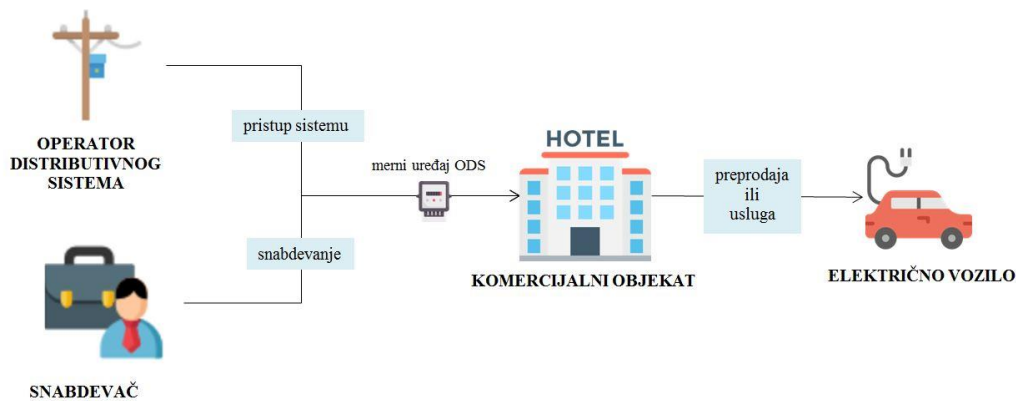 OPERATOR
DISTRIBUTIVNOG
SISTEMA
pristup sistemu
merni uređaj ODS
snabdevanje
SNABDEVAČ
HOTEL
KOMERCIJALNI OBJEKAT
preprodaja
ili
usluga
ELEKTRIČNO VOZILO